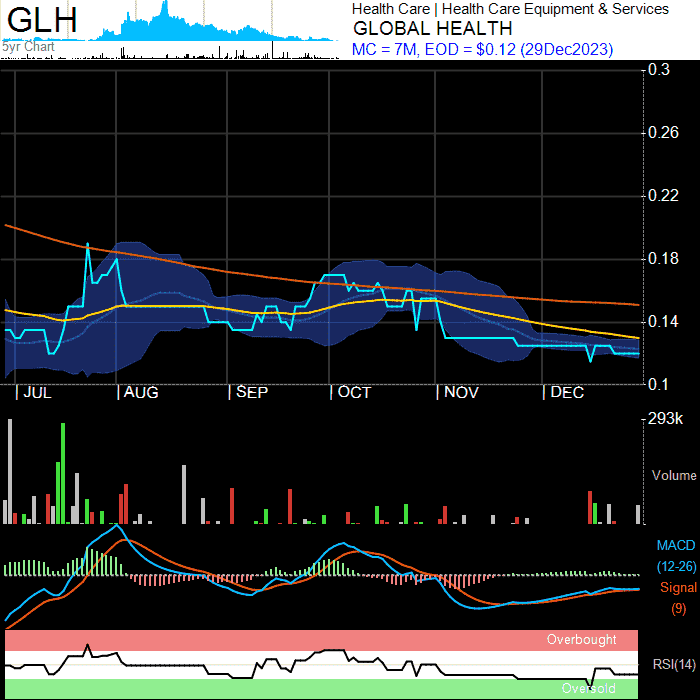 GLH
5yr Chart
Health Care | Health Care Equipment & Services
GLOBAL HEALTH
MC = 7M, EOD = $0.12 (29Dec2023)
0.3
0.26
0.22
0.18
0.14
0.1
| JUL | AUG | SEP | OCT | NOV | DEC
293k
Volume
MACD
(12-26)
Signal
(9)
Overbought
RSI(14)
Oversold